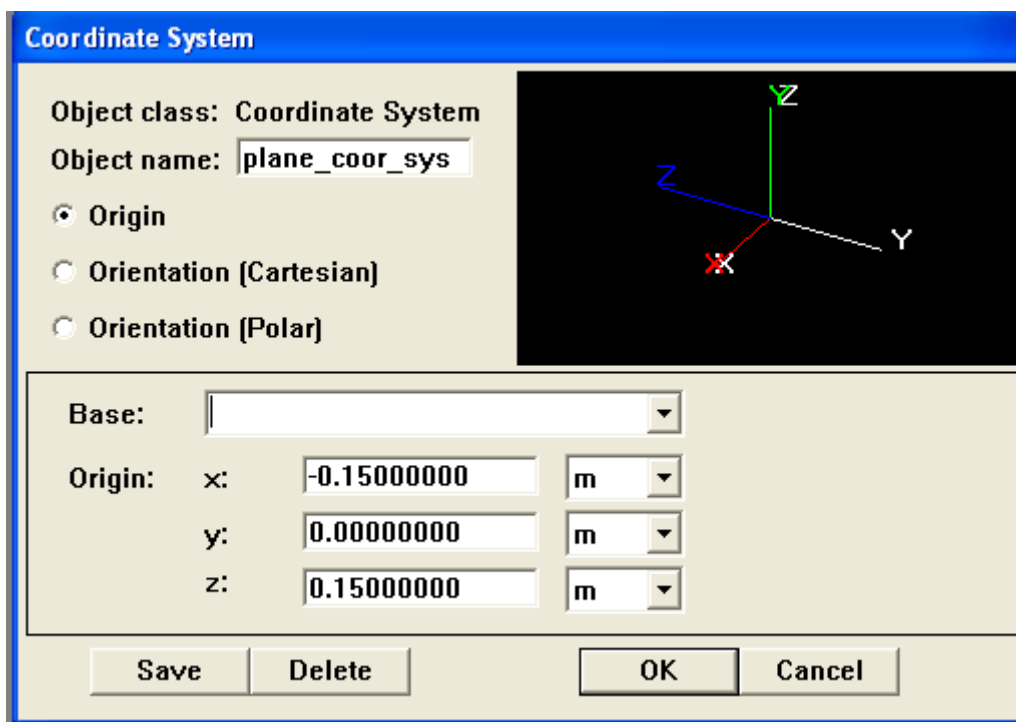 Coordinate System
Object class: Coordinate System
Object name: plane_coor_sys
Origin
Orientation (Cartesian)
Orientation (Polar)
Y Z
Z
Y
X X
Base:
Origin: x: -0.15000000 m
y: 0.00000000 m
z: 0.15000000 m
Save Delete OK Cancel